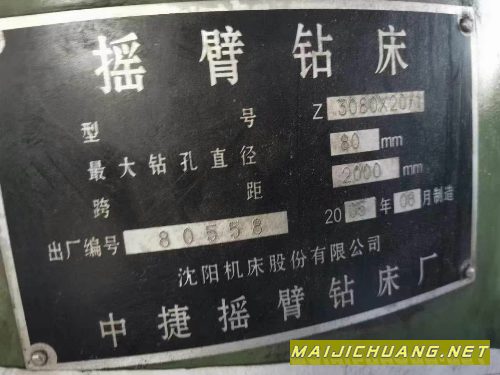 摇臂钻床
型号 Z 3080X20/1
最大钻孔直径 80 mm
跨距 2000 mm
出厂编号 80558 2005年08月制造
沈阳机床股份有限公司
中捷摇臂钻床厂
MAIJICHUANG.NET